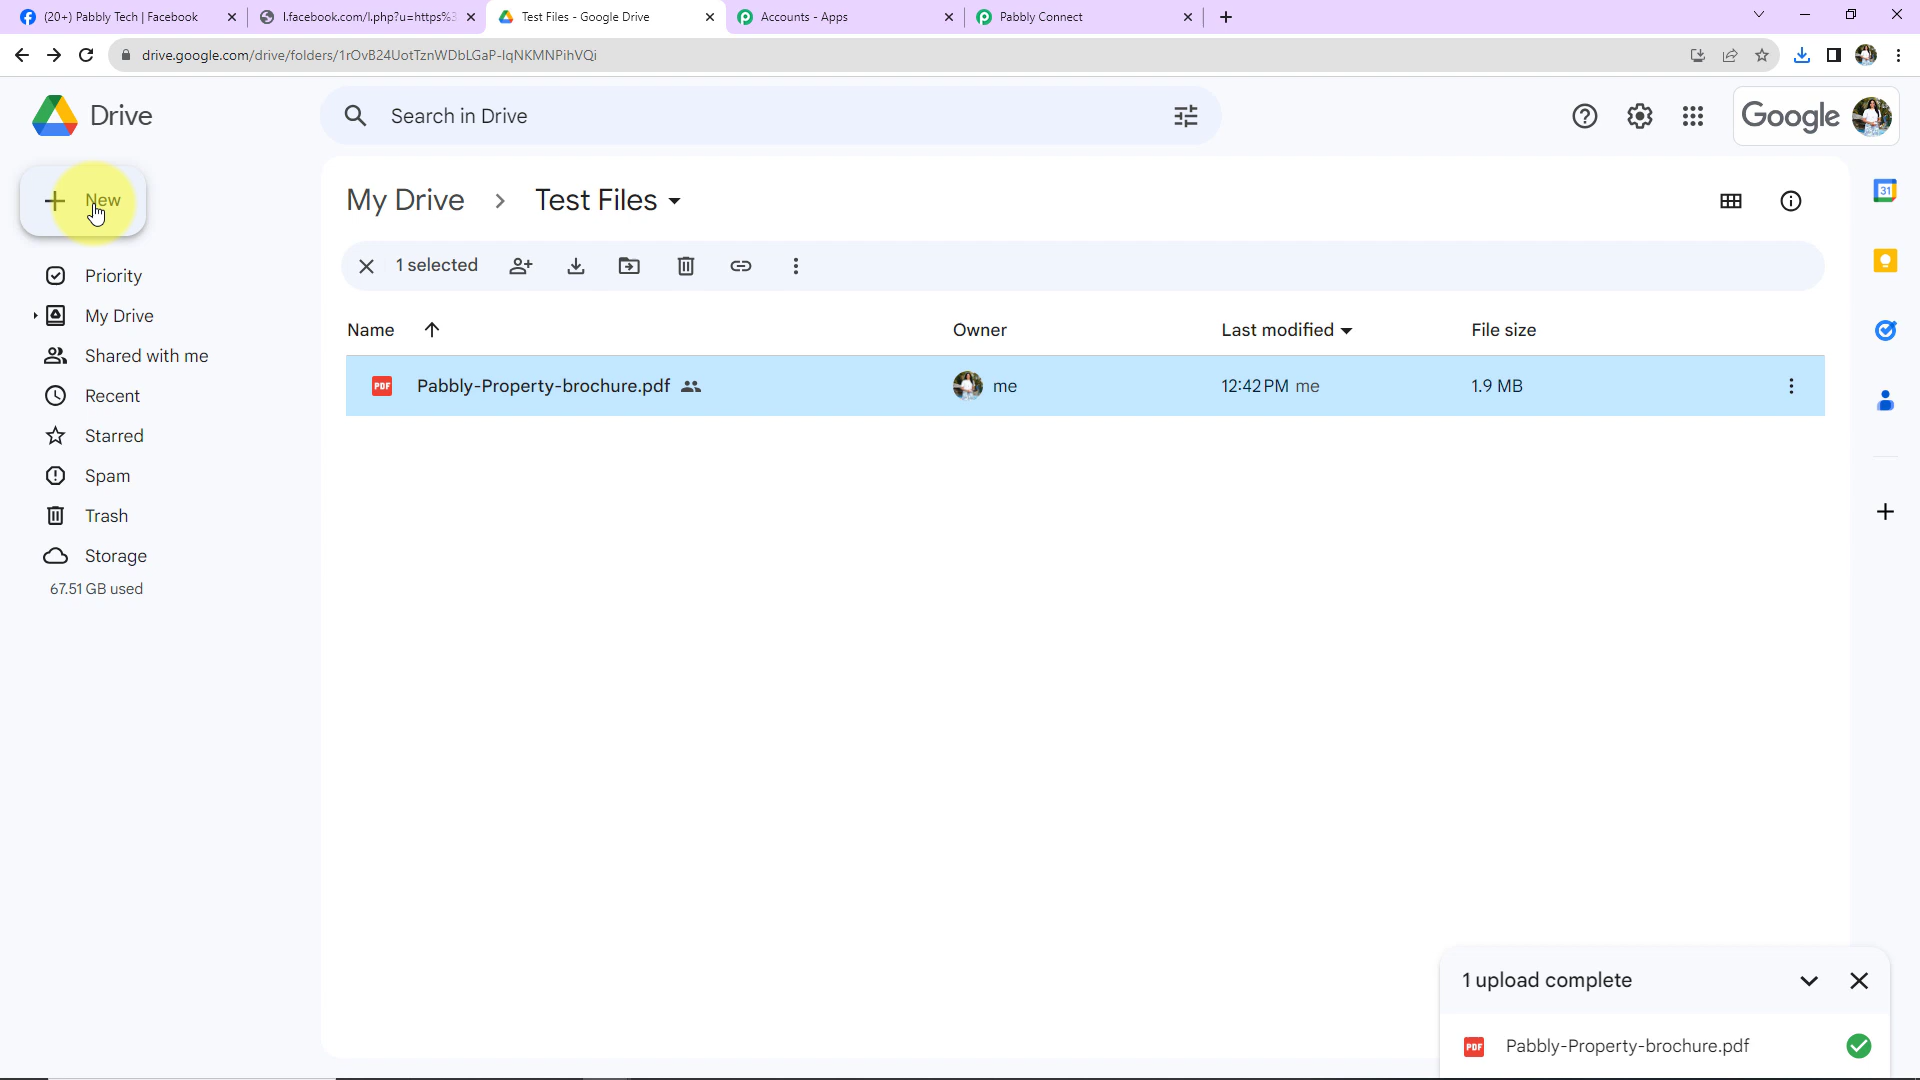 (20+) Pabbly Tech | Facebook
l.facebook.com/l.php?u=https%3
Test Files - Google Drive
Accounts - Apps
Pabbly Connect
drive.google.com/drive/folders/1rOvB24UotTznWDbLGaP-IqNKMNPihVQi
Drive
Search in Drive
Google
New
My Drive > Test Files
31
1 selected
Priority
My Drive
Shared with me
Recent
Starred
Spam
Trash
Storage
67.51 GB used
Name Owner Last modified File size
PDF Pabbly-Property-brochure.pdf me 12:42 PM me 1.9 MB
1 upload complete
PDF Pabbly-Property-brochure.pdf